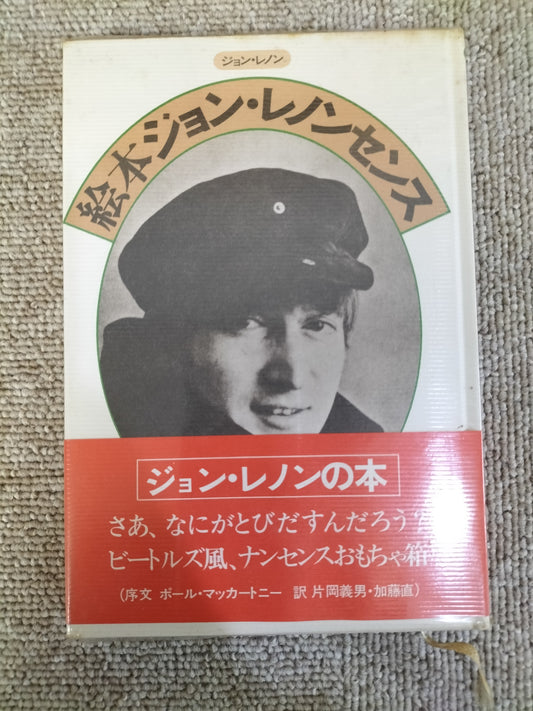 ジョン・レノン
絵本ジョン・レノンセンス
ジョン・レノンの本
さあ、なにがとびだすんだろう?
ビートルズ風、ナンセンスおもちゃ箱
(序文 ポール・マッカートニー 訳 片岡義男・加藤直)